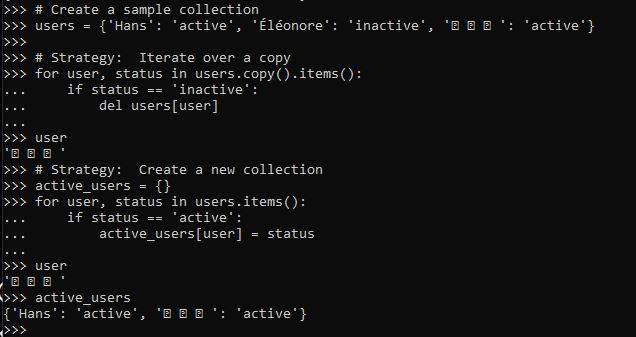 >>> # Create a sample collection
>>> users = {'Hans': 'active', 'Éléonore': 'inactive', '⍰ ⍰ ⍰ ': 'active'}
>>>
>>> # Strategy:  Iterate over a copy
>>> for user, status in users.copy().items():
...     if status == 'inactive':
...         del users[user]
...
>>> user
'⍰ ⍰ ⍰ '
>>> # Strategy:  Create a new collection
>>> active_users = {}
>>> for user, status in users.items():
...     if status == 'active':
...         active_users[user] = status
...
>>> user
'⍰ ⍰ ⍰ '
>>> active_users
{'Hans': 'active', '⍰ ⍰ ⍰ ': 'active'}
>>>